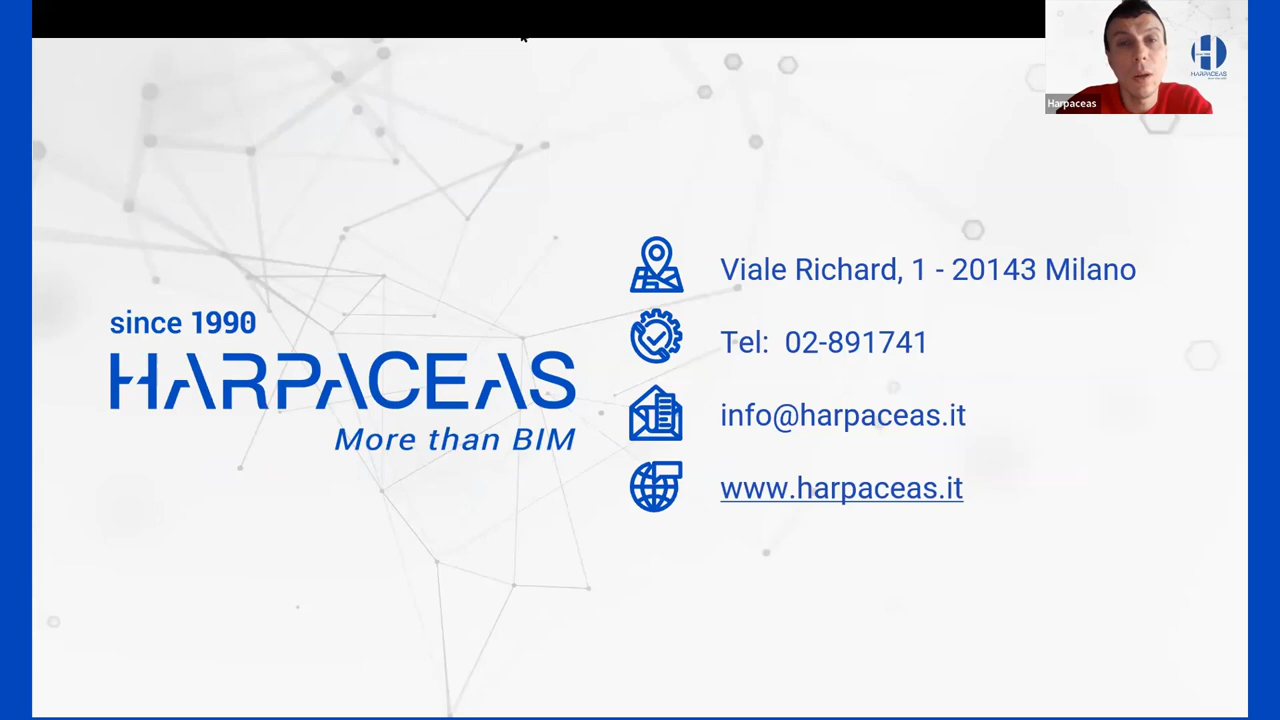 Harpaceas
since 1990
HARPACEAS
HARPACEAS
More than BIM
Viale Richard, 1 - 20143 Milano
Tel: 02-891741
info@harpaceas.it
www.harpaceas.it